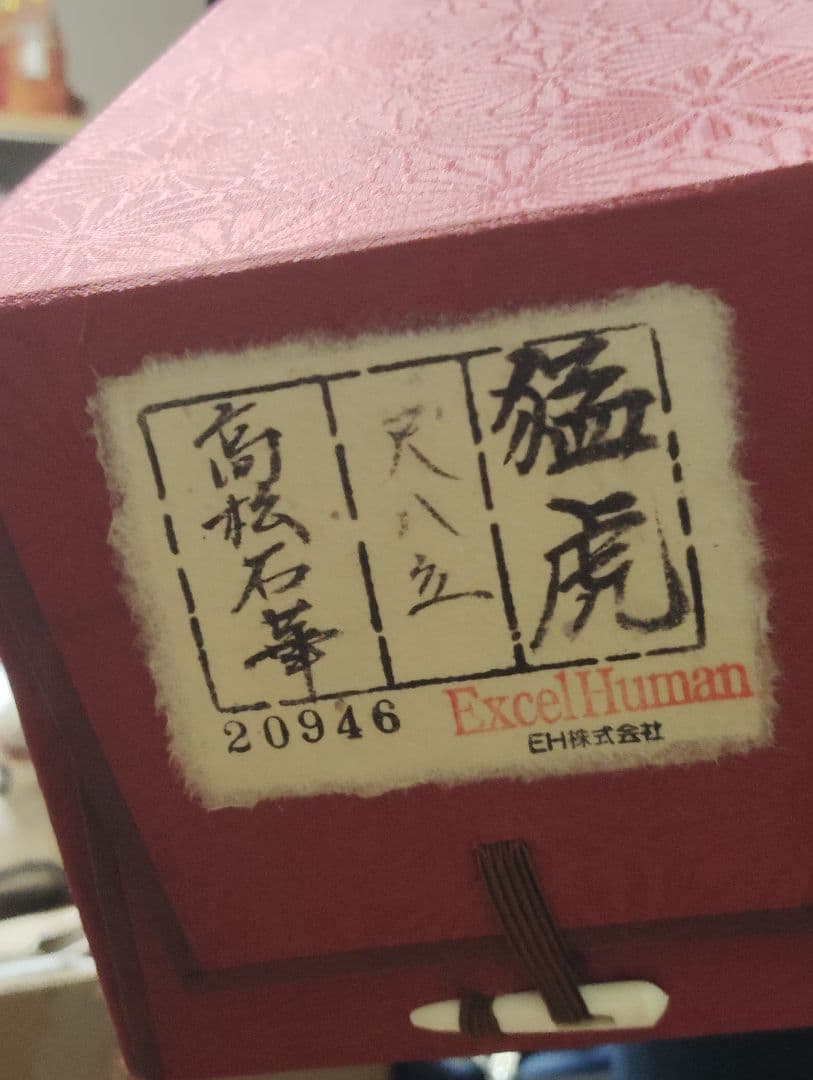 猛虎
尺八立
高松石華
20946
ExcelHuman
EH株式会社